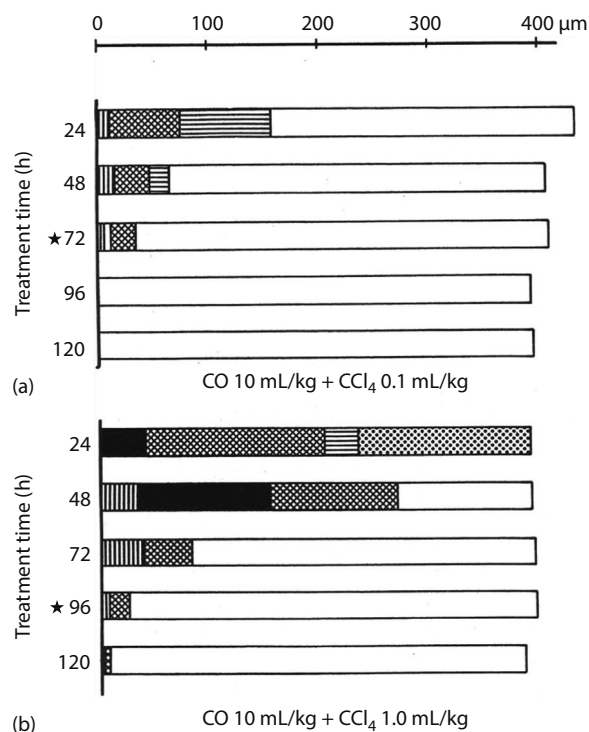 0 100 200 300 400 μm
Treatment time (h)
24
48
★72
96
120
(a) CO 10 mL/kg + CCl₄ 0.1 mL/kg
Treatment time (h)
24
48
72
★ 96
120
(b) CO 10 mL/kg + CCl₄ 1.0 mL/kg